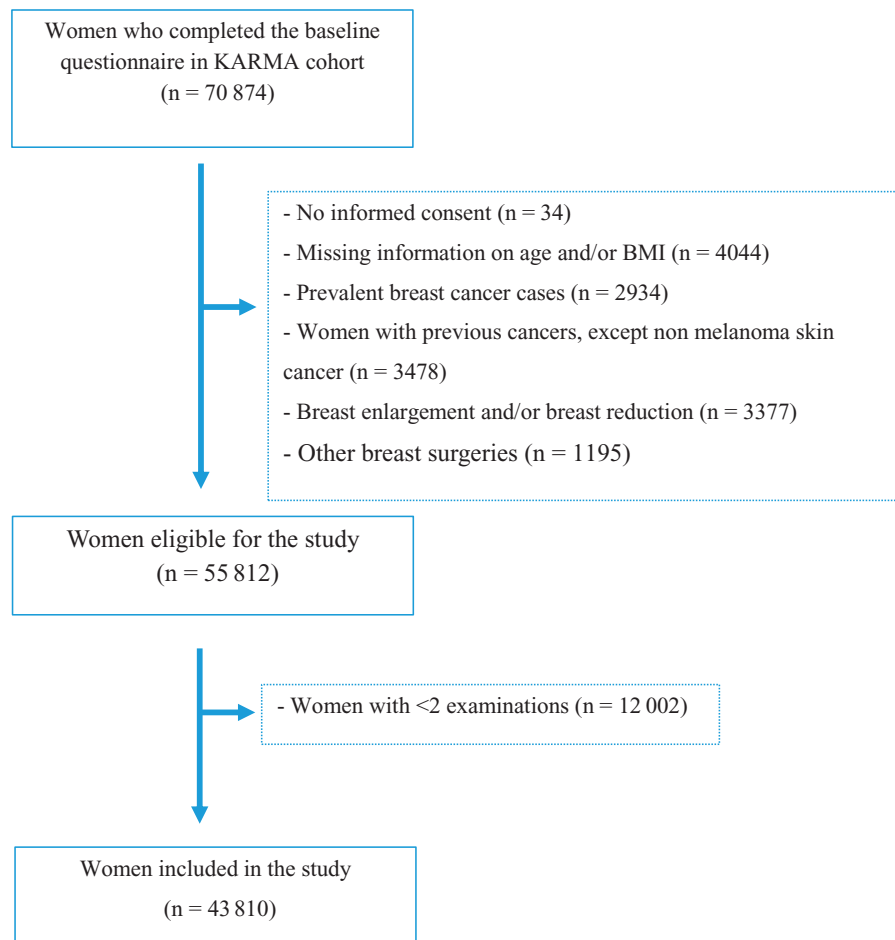 Women who completed the baseline
questionnaire in KARMA cohort
(n = 70 874)
- No informed consent (n = 34)
- Missing information on age and/or BMI (n = 4044)
- Prevalent breast cancer cases (n = 2934)
- Women with previous cancers, except non melanoma skin
cancer (n = 3478)
- Breast enlargement and/or breast reduction (n = 3377)
- Other breast surgeries (n = 1195)
Women eligible for the study
(n = 55 812)
- Women with <2 examinations (n = 12 002)
Women included in the study
(n = 43 810)